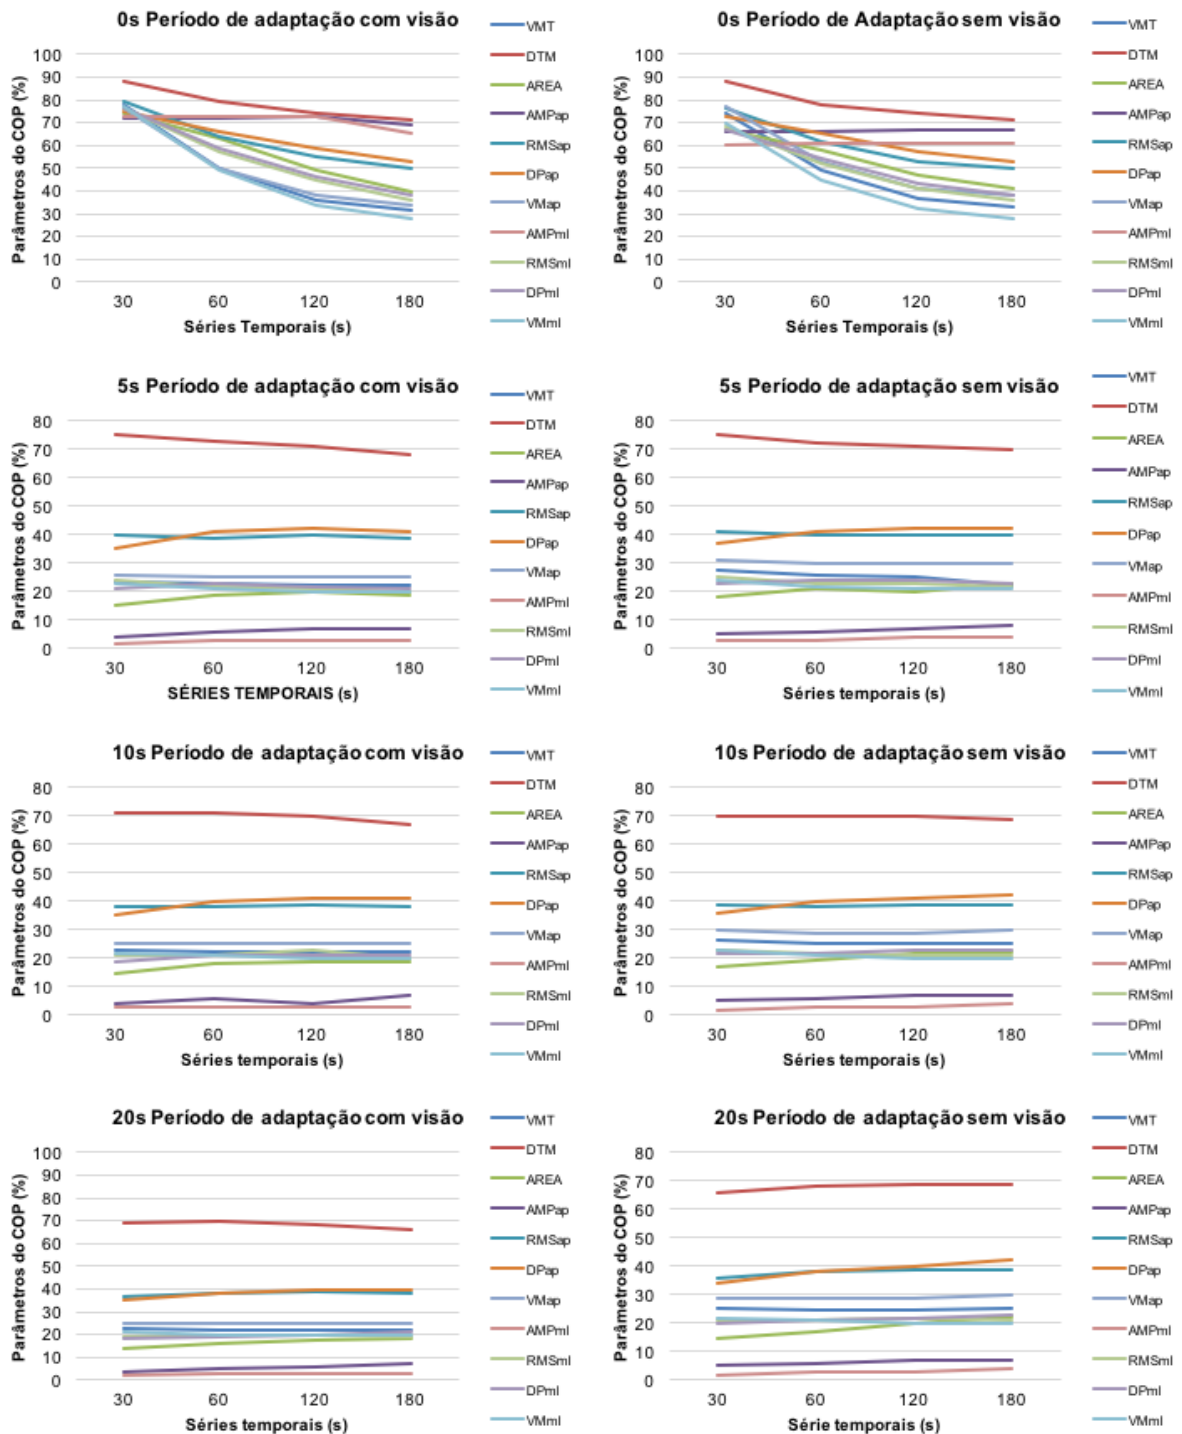 0s Período de adaptação com visão
Parâmetros do COP (%)
100
90
80
70
60
50
40
30
20
10
0
30 60 120 180
Séries Temporais (s)
VMT
DTM
AREA
AMPap
RMSap
DPap
VMap
AMPml
RMSml
DPml
VMml
0s Período de Adaptação sem visão
Parâmetros do COP (%)
100
90
80
70
60
50
40
30
20
10
0
30 60 120 180
Séries Temporais (s)
VMT
DTM
AREA
AMPap
RMSap
DPap
VMap
AMPml
RMSml
DPml
VMml
5s Período de adaptação com visão
Parâmetros do COP (%)
80
70
60
50
40
30
20
10
0
30 60 120 180
SÉRIES TEMPORAIS (s)
VMT
DTM
AREA
AMPap
RMSap
DPap
VMap
AMPml
RMSml
DPml
VMml
5s Período de adaptação sem visão
Parâmetros do COP (%)
80
70
60
50
40
30
20
10
0
30 60 120 180
Séries temporais (s)
VMT
DTM
AREA
AMPap
RMSap
DPap
VMap
AMPml
RMSml
DPml
VMml
10s Período de adaptação com visão
Parâmetros do COP (%)
80
70
60
50
40
30
20
10
0
30 60 120 180
Séries temporais (s)
VMT
DTM
AREA
AMPap
RMSap
DPap
VMap
AMPml
RMSml
DPml
VMml
10s Período de adaptação sem visão
Parâmetros do COP (%)
80
70
60
50
40
30
20
10
0
30 60 120 180
Séries temporais (s)
VMT
DTM
AREA
AMPap
RMSap
DPap
VMap
AMPml
RMSml
DPml
VMml
20s Período de adaptação com visão
Parâmetros do COP (%)
100
90
80
70
60
50
40
30
20
10
0
30 60 120 180
Séries temporais (s)
VMT
DTM
AREA
AMPap
RMSap
DPap
VMap
AMPml
RMSml
DPml
VMml
20s Período de adaptação sem visão
Parâmetros do COP (%)
80
70
60
50
40
30
20
10
0
30 60 120 180
Série temporais (s)
VMT
DTM
AREA
AMPap
RMSap
DPap
VMap
AMPml
RMSml
DPml
VMml